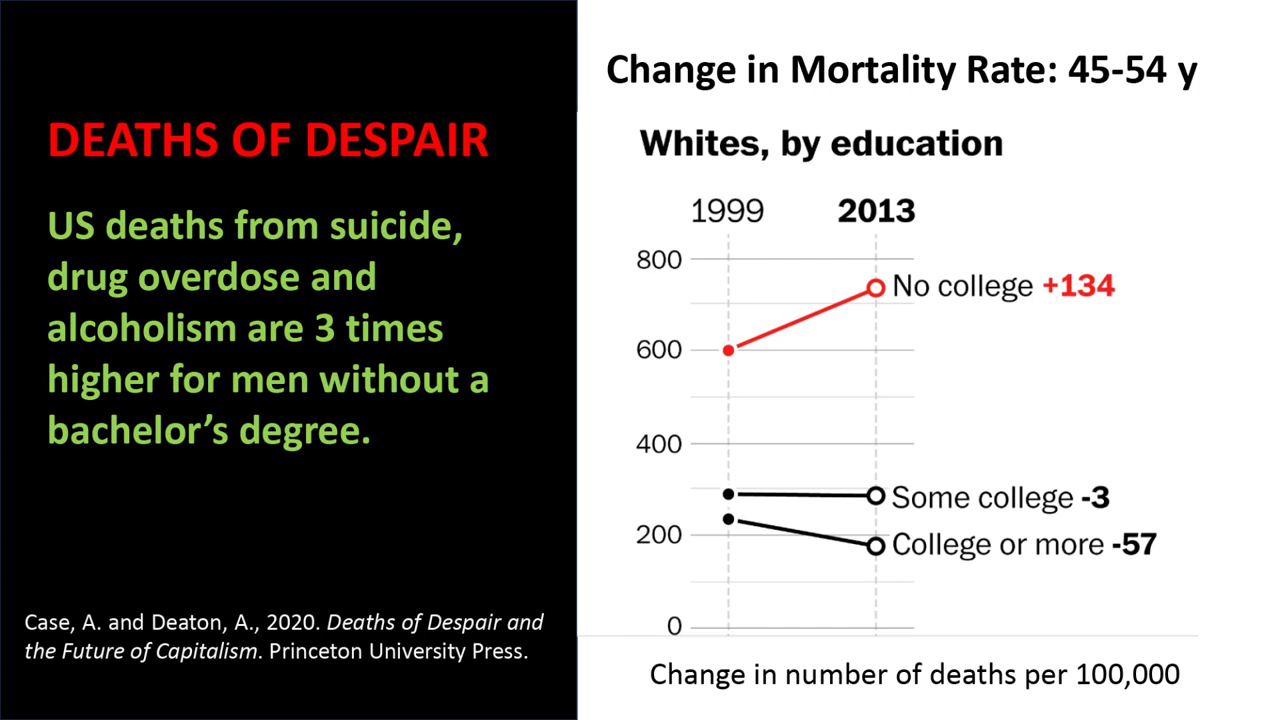 DEATHS OF DESPAIR
US deaths from suicide,
drug overdose and
alcoholism are 3 times
higher for men without a
bachelor’s degree.
Case, A. and Deaton, A., 2020. Deaths of Despair and
the Future of Capitalism. Princeton University Press.
Change in Mortality Rate: 45-54 y
Whites, by education
1999 2013
800
No college +134
600
400
Some college -3
200
College or more -57
0
Change in number of deaths per 100,000